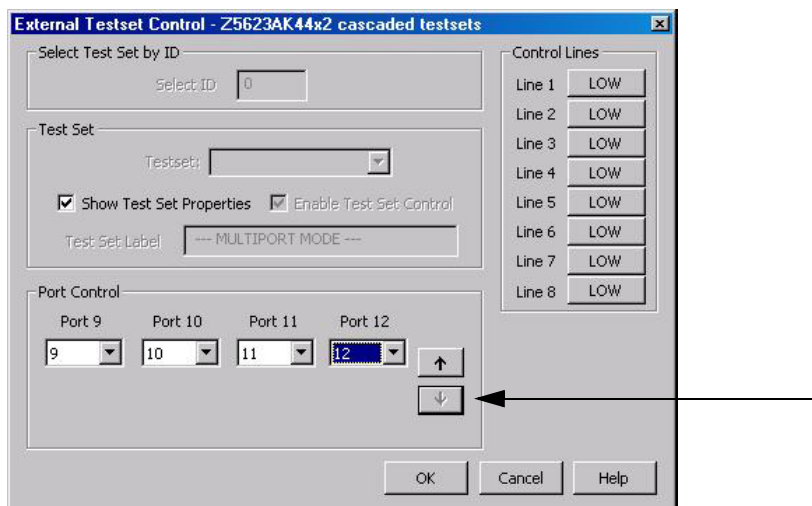 External Testset Control - Z5623AK44x2 cascaded testsets
Select Test Set by ID
Select ID 0
Test Set
Testset:
Show Test Set Properties Enable Test Set Control
Test Set Label --- MULTIPORT MODE ---
Port Control
Port 9 Port 10 Port 11 Port 12
9 10 11 12
Control Lines
Line 1 LOW
Line 2 LOW
Line 3 LOW
Line 4 LOW
Line 5 LOW
Line 6 LOW
Line 7 LOW
Line 8 LOW
OK Cancel Help